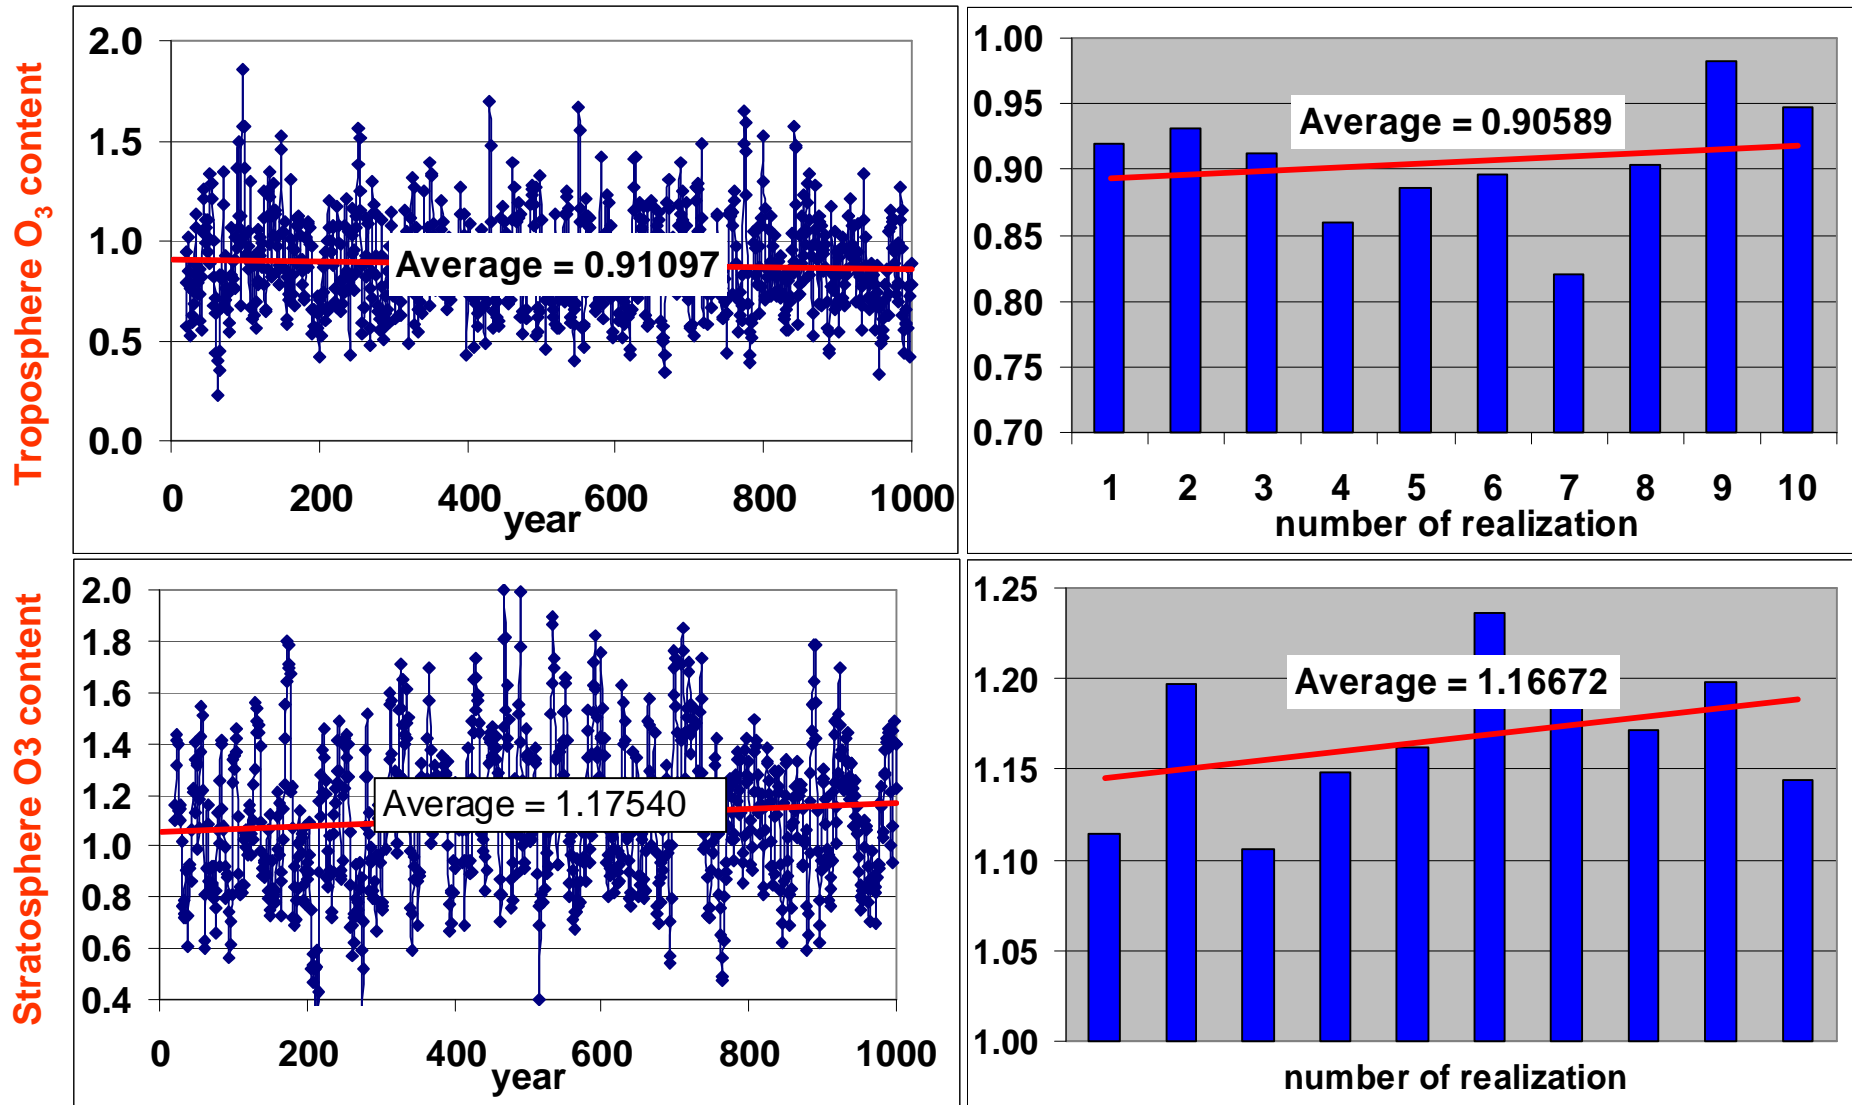 Troposphere O3 content
2.0
1.5
1.0
0.5
0.0
Average = 0.91097
0 200 400 600 800 1000
year
1.00
0.95
0.90
0.85
0.80
0.75
0.70
Average = 0.90589
1 2 3 4 5 6 7 8 9 10
number of realization
Stratosphere O3 content
2.0
1.8
1.6
1.4
1.2
1.0
0.8
0.6
0.4
Average = 1.17540
0 200 400 600 800 1000
year
1.25
1.20
1.15
1.10
1.05
1.00
Average = 1.16672
number of realization